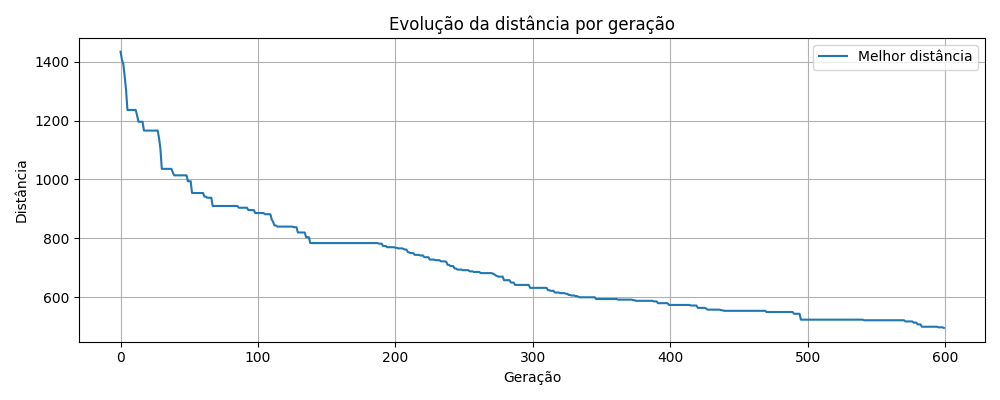 Evolução da distância por geração
Melhor distância
Distância
1400
1200
1000
800
600
0 100 200 300 400 500 600
Geração